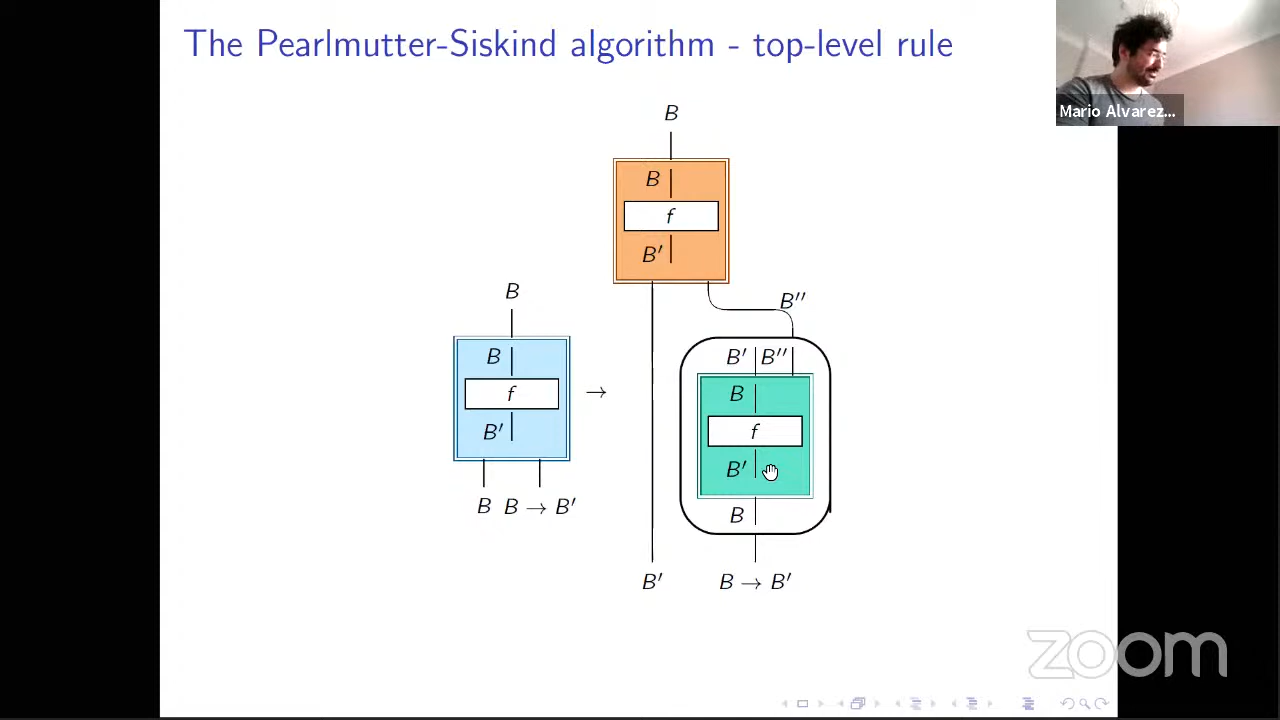 The Pearlmutter-Siskind algorithm - top-level rule
Mario Alvarez...
B
B
f
B′
B
B″
B
f
B′
→
B′ B″
B
f
B′
B
B B → B′
B′
B → B′
zoom